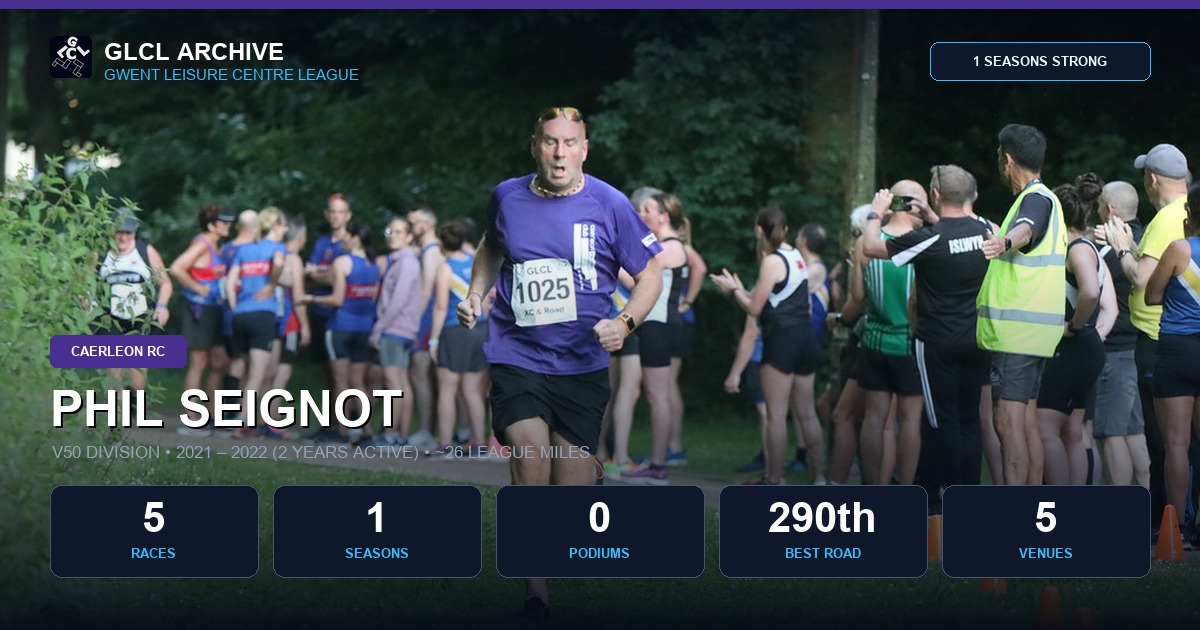 GLCL ARCHIVE
GWENT LEISURE CENTRE LEAGUE
1 SEASONS STRONG
ISLWYN
GLCL
1025
XC & Road
CAERLEON RC
PHIL SEIGNOT
V50 DIVISION • 2021 – 2022 (2 YEARS ACTIVE) • ~26 LEAGUE MILES
5
RACES
1
SEASONS
0
PODIUMS
290th
BEST ROAD
5
VENUES